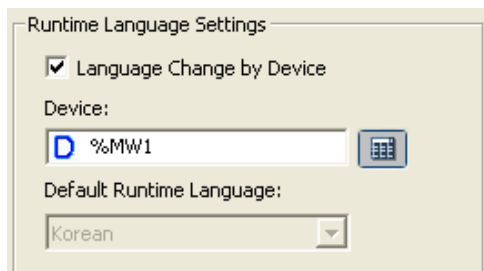 Runtime Language Settings
Language Change by Device
Device:
D %MW1
Default Runtime Language:
Korean